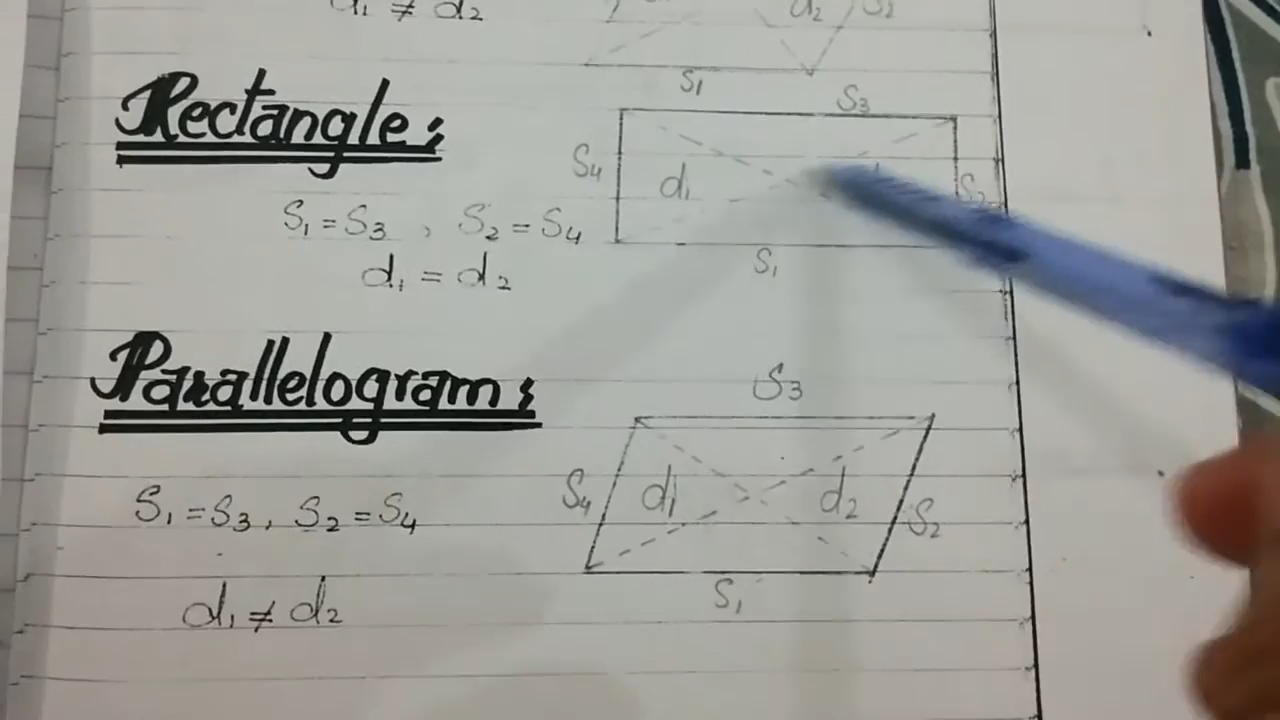 d₁ ≠ d₂
d₂ S₂
S₁
Rectangle:
S₃
S₄ d₁ S₂
S₁ = S₃ , S₂ = S₄
S₁
d₁ = d₂
Parallelogram:
S₃
S₄ d₁ d₂ S₂
S₁ = S₃ , S₂ = S₄
S₁
d₁ ≠ d₂